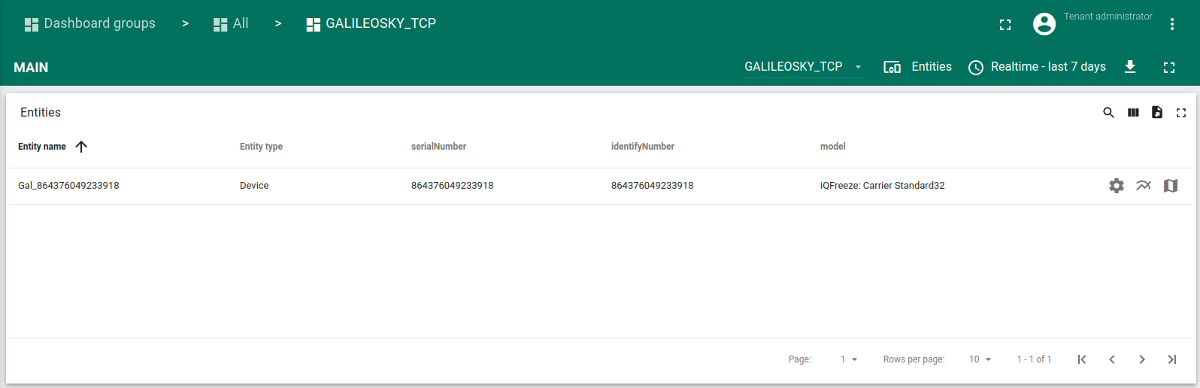 Dashboard groups > All > GALILEOSKY_TCP Tenant administrator
MAIN GALILEOSKY_TCP Entities Realtime - last 7 days
Entities
Entity name Entity type serialNumber identifyNumber model
Gal_864376049233918 Device 864376049233918 864376049233918 iQFreeze: Carrier Standard32
Page: 1 Rows per page: 10 1 - 1 of 1